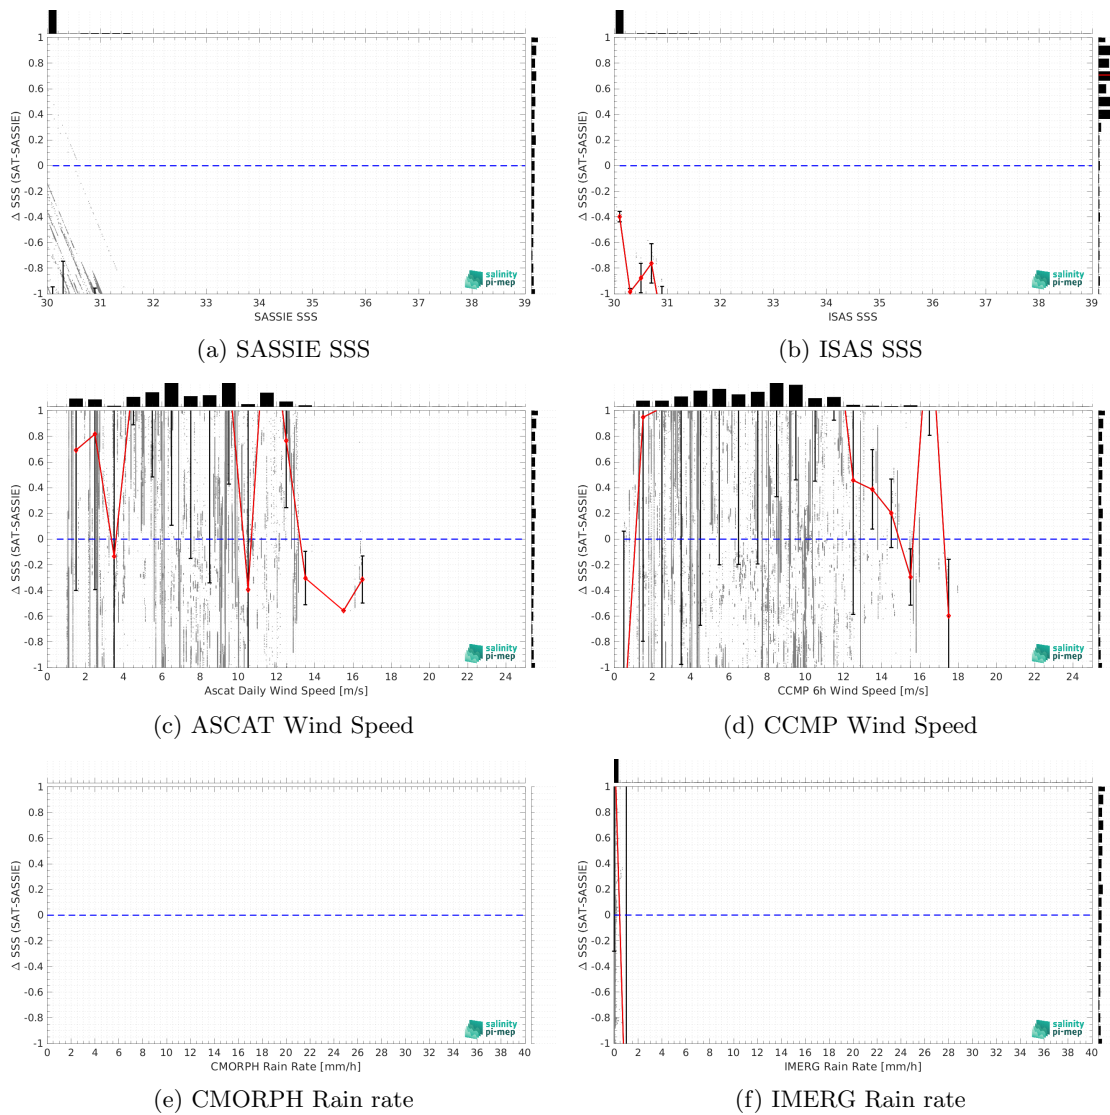 1
0.8
0.6
0.4
0.2
0
-0.2
-0.4
-0.6
-0.8
-1
Δ SSS (SAT-SASSIE)
30 31 32 33 34 35 36 37 38 39
SASSIE SSS
salinity
pi-mep
(a) SASSIE SSS
1
0.8
0.6
0.4
0.2
0
-0.2
-0.4
-0.6
-0.8
-1
Δ SSS (SAT-SASSIE)
30 31 32 33 34 35 36 37 38 39
ISAS SSS
salinity
pi-mep
(b) ISAS SSS
1
0.8
0.6
0.4
0.2
0
-0.2
-0.4
-0.6
-0.8
-1
Δ SSS (SAT-SASSIE)
0 2 4 6 8 10 12 14 16 18 20 22 24
Ascat Daily Wind Speed [m/s]
salinity
pi-mep
(c) ASCAT Wind Speed
1
0.8
0.6
0.4
0.2
0
-0.2
-0.4
-0.6
-0.8
-1
Δ SSS (SAT-SASSIE)
0 2 4 6 8 10 12 14 16 18 20 22 24
CCMP 6h Wind Speed [m/s]
salinity
pi-mep
(d) CCMP Wind Speed
1
0.8
0.6
0.4
0.2
0
-0.2
-0.4
-0.6
-0.8
-1
Δ SSS (SAT-SASSIE)
0 2 4 6 8 10 12 14 16 18 20 22 24 26 28 30 32 34 36 38 40
CMORPH Rain Rate [mm/h]
salinity
pi-mep
(e) CMORPH Rain rate
1
0.8
0.6
0.4
0.2
0
-0.2
-0.4
-0.6
-0.8
-1
Δ SSS (SAT-SASSIE)
0 2 4 6 8 10 12 14 16 18 20 22 24 26 28 30 32 34 36 38 40
IMERG Rain Rate [mm/h]
salinity
pi-mep
(f) IMERG Rain rate